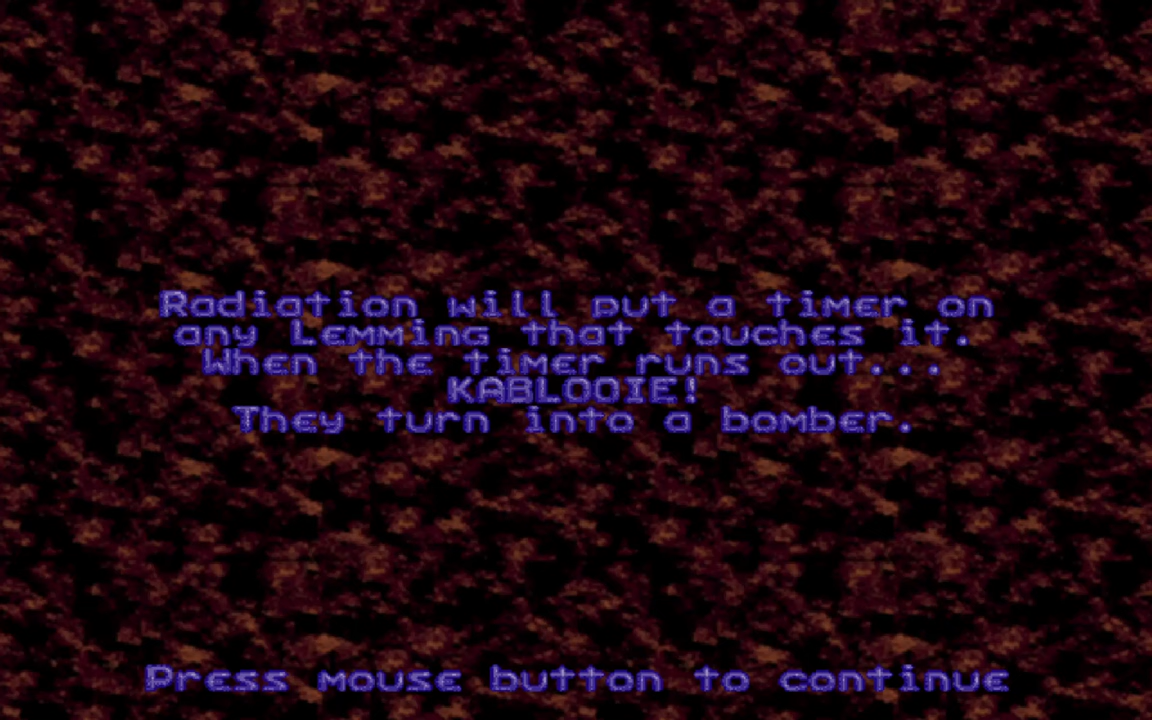 Radiation will put a timer on
any Lemming that touches it.
When the timer runs out...
KABLOOIE!
They turn into a bomber.
Press mouse button to continue